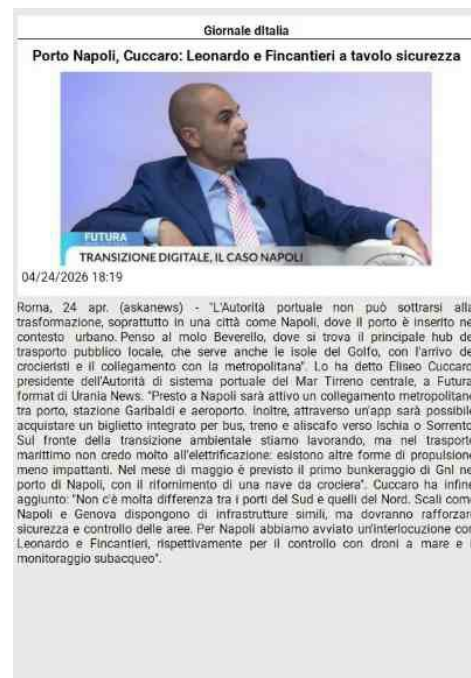 Giornale dItalia
Porto Napoli, Cuccaro: Leonardo e Fincantieri a tavolo sicurezza
FUTURA
TRANSIZIONE DIGITALE, IL CASO NAPOLI
04/24/2026 18:19
Roma, 24 apr. (askanews) - "L'Autorità portuale non può sottrarsi alla
trasformazione, soprattutto in una città come Napoli, dove il porto è inserito ne
contesto urbano. Penso al molo Beverello, dove si trova il principale hub de
trasporto pubblico locale, che serve anche le isole del Golfo, con l'arrivo de
crocieristi e il collegamento con la metropolitana". Lo ha detto Eliseo Cuccaro
presidente dell'Autorità di sistema portuale del Mar Tirreno centrale, a Futura
format di Urania News. "Presto a Napoli sarà attivo un collegamento metropolitano
tra porto, stazione Garibaldi e aeroporto. Inoltre, attraverso un'app sarà possibile
acquistare un biglietto integrato per bus, treno e aliscafo verso Ischia o Sorrento
Sul fronte della transizione ambientale stiamo lavorando, ma nel trasporto
marittimo non credo molto all'elettrificazione: esistono altre forme di propulsione
meno impattanti. Nel mese di maggio è previsto il primo bunkeraggio di Gnl ne
porto di Napoli, con il rifornimento di una nave da crociera". Cuccaro ha infine
aggiunto: "Non c'è molta differenza tra i porti del Sud e quelli del Nord. Scali come
Napoli e Genova dispongono di infrastrutture simili, ma dovranno rafforzare
sicurezza e controllo delle aree. Per Napoli abbiamo avviato un'interlocuzione con
Leonardo e Fincantieri, rispettivamente per il controllo con droni a mare e i
monitoraggio subacqueo".